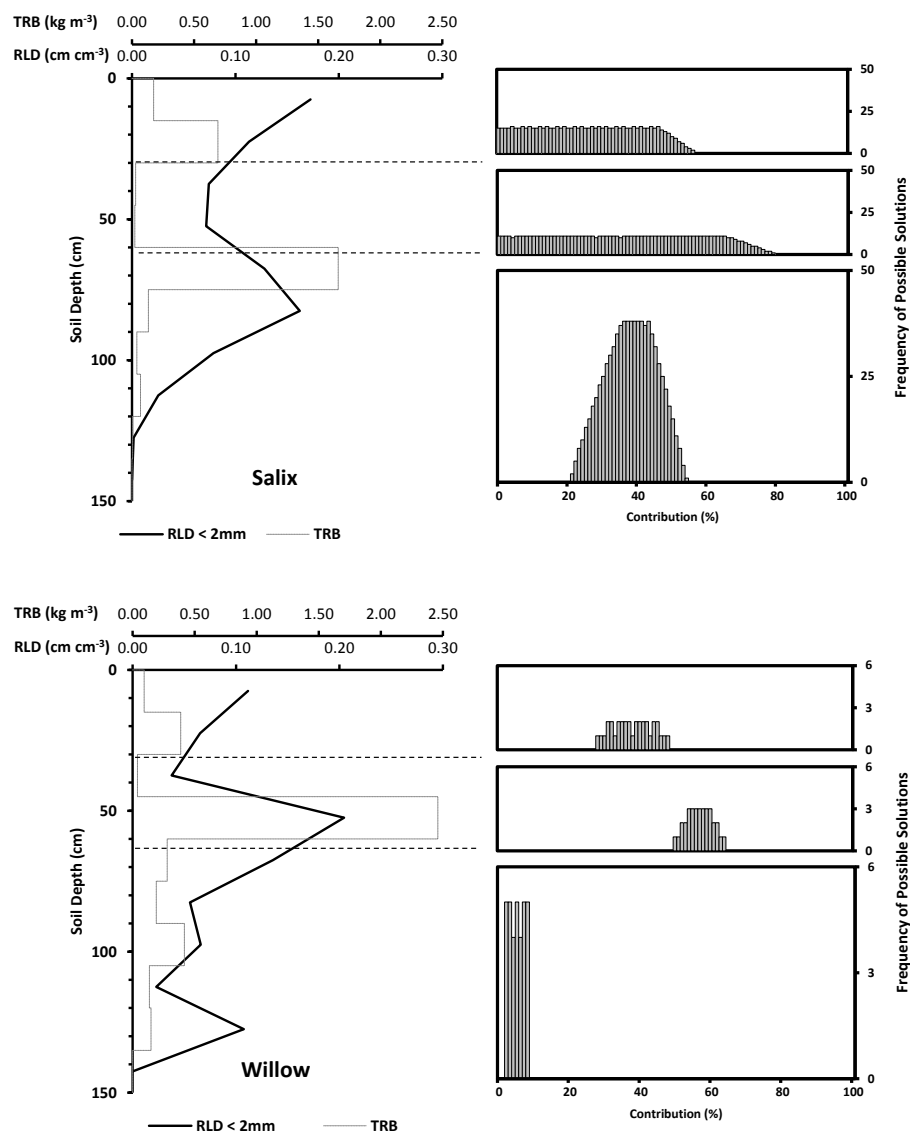 TRB (kg m-3) 0.00 0.50 1.00 1.50 2.00 2.50
RLD (cm cm-3) 0.00 0.10 0.20 0.30
0
50
100
150
Soil Depth (cm)
Salix
RLD < 2mm TRB
50
25
0
50
25
0
50
25
0
Frequency of Possible Solutions
0 20 40 60 80 100
Contribution (%)
TRB (kg m-3) 0.00 0.50 1.00 1.50 2.00 2.50
RLD (cm cm-3) 0.00 0.10 0.20 0.30
0
50
100
150
Soil Depth (cm)
Willow
RLD < 2mm TRB
6
3
0
6
3
0
6
3
0
Frequency of Possible Solutions
0 20 40 60 80 100
Contribution (%)